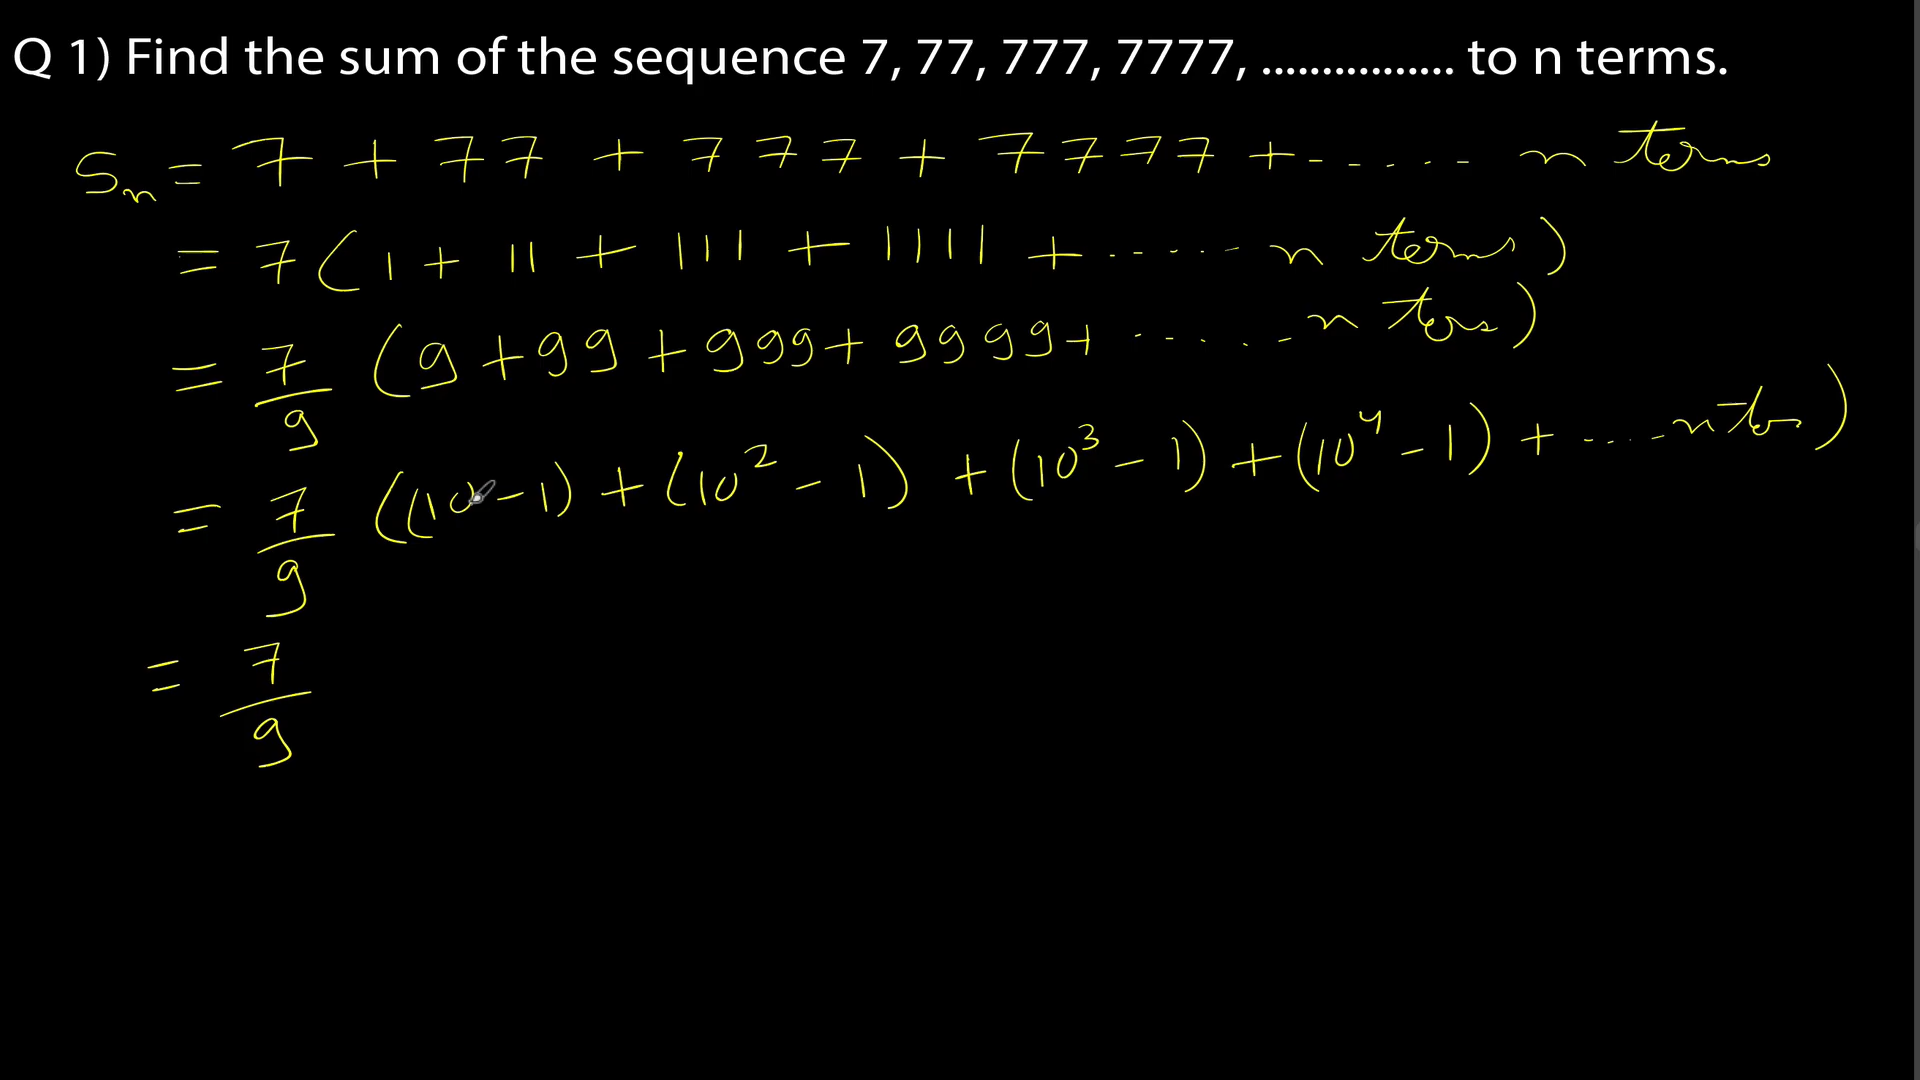 Q 1) Find the sum of the sequence 7, 77, 777, 7777, ................ to n terms.
Sn = 7 + 77 + 777 + 7777 + ...... n terms
= 7 ( 1 + 11 + 111 + 1111 + ...... n terms )
= 7/9 ( 9 + 99 + 999 + 9999 + ..... n ters )
= 7/9 ( (10 - 1) + (10² - 1) + (10³ - 1) + (10⁴ - 1) + .... n to )
= 7/9